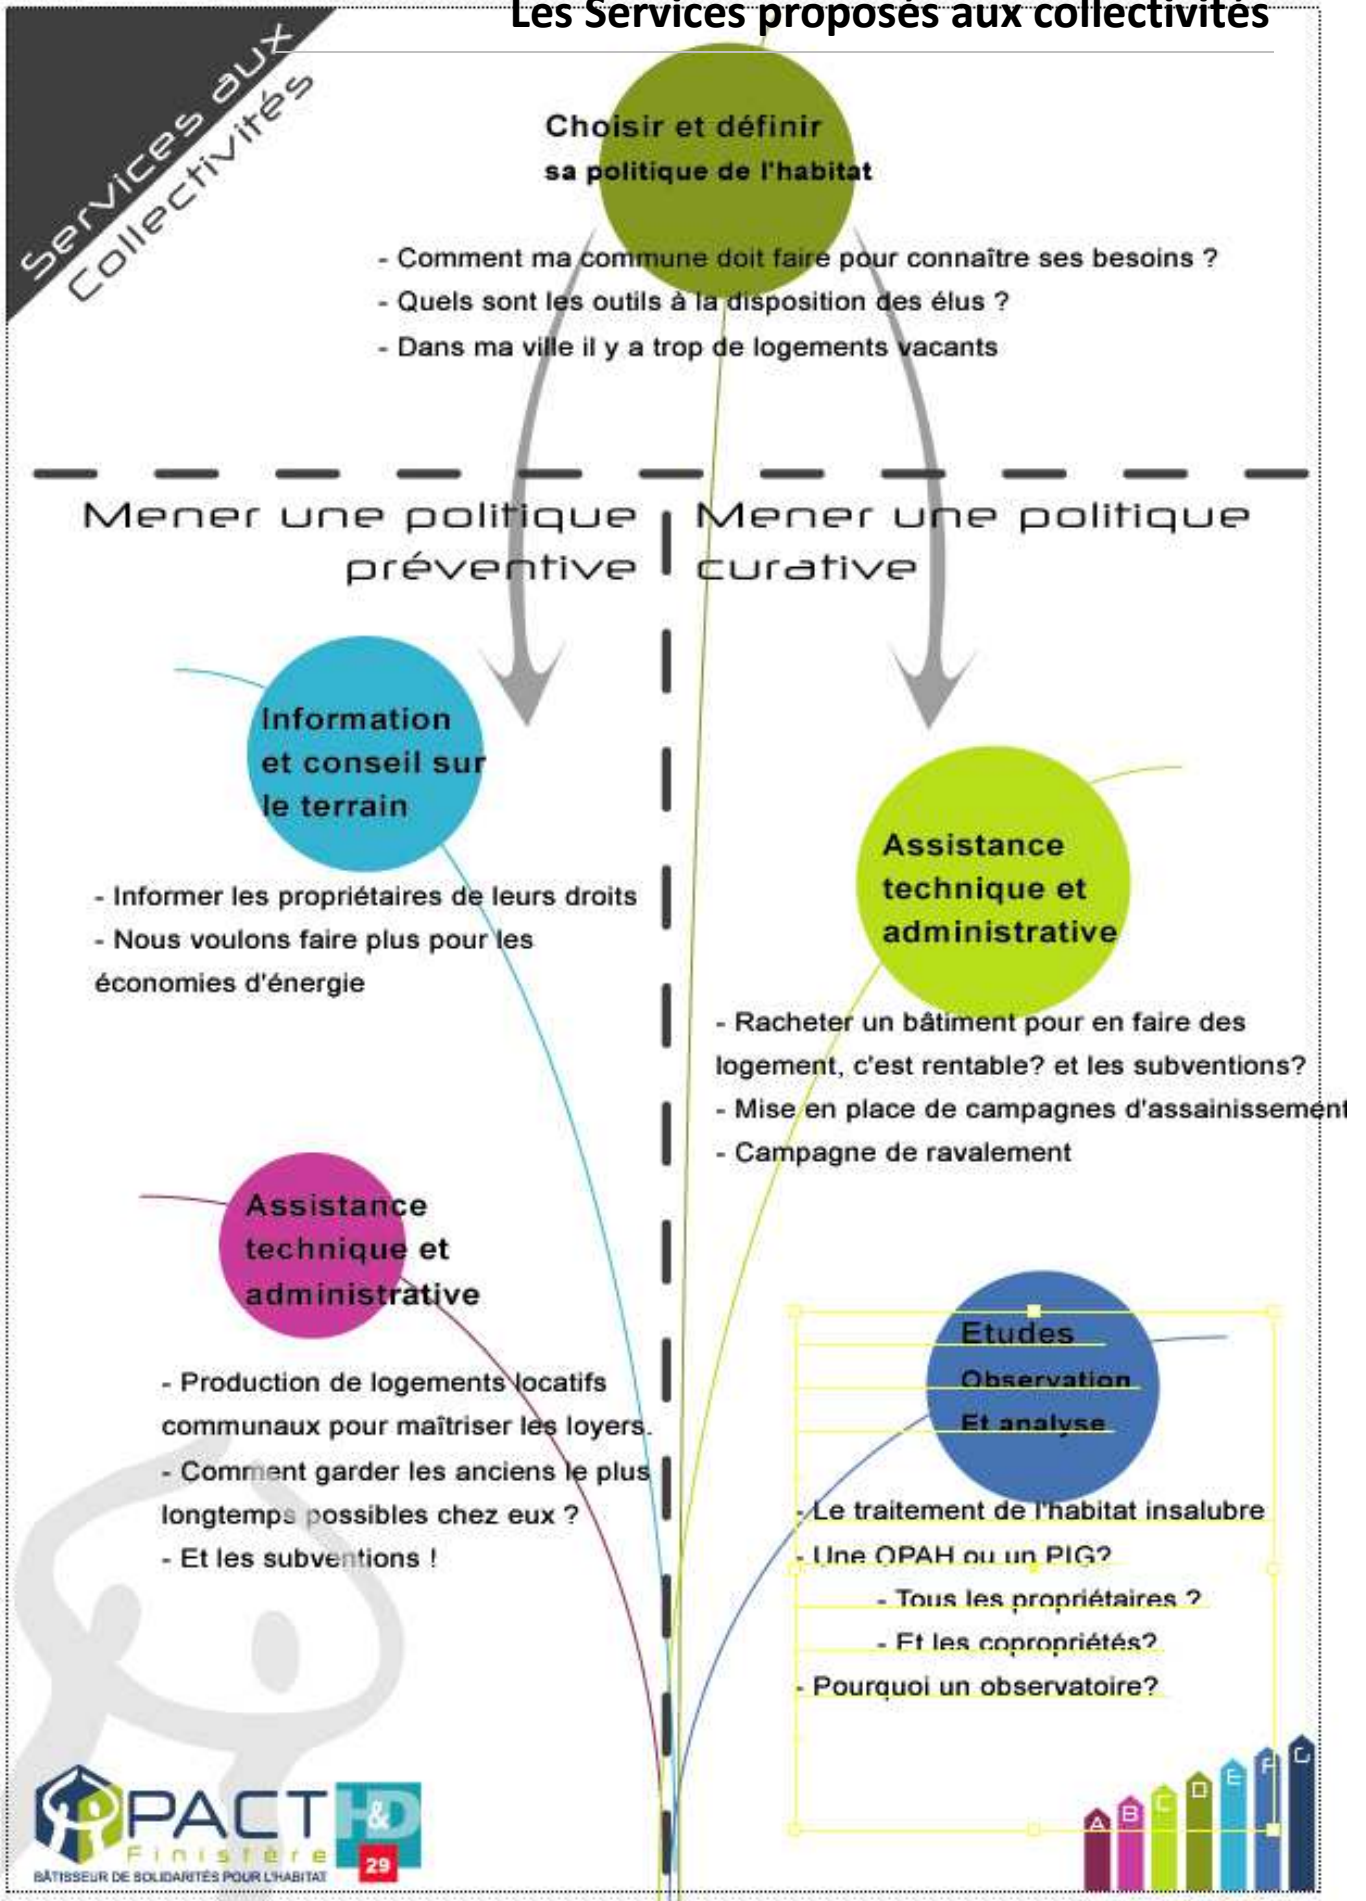 Les Services proposés aux collectivités
Services aux
Collectivités
Choisir et définir
sa politique de l'habitat
- Comment ma commune doit faire pour connaître ses besoins ?
- Quels sont les outils à la disposition des élus ?
- Dans ma ville il y a trop de logements vacants
Mener une politique
préventive
Mener une politique
curative
Information
et conseil sur
le terrain
- Informer les propriétaires de leurs droits
- Nous voulons faire plus pour les
économies d'énergie
Assistance
technique et
administrative
- Racheter un bâtiment pour en faire des
logement, c'est rentable? et les subventions?
- Mise en place de campagnes d'assainissement
- Campagne de ravalement
Assistance
technique et
administrative
- Production de logements locatifs
communaux pour maîtriser les loyers.
- Comment garder les anciens le plus
longtemps possibles chez eux ?
- Et les subventions !
Etudes
Observation
Et analyse
- Le traitement de l'habitat insalubre
- Une OPAH ou un PIG?
- Tous les propriétaires ?
- Et les copropriétés?
- Pourquoi un observatoire?
PACT
Finistère
BÂTISSEUR DE SOLIDARITÉS POUR L'HABITAT
H&D
29
A B C D E F G